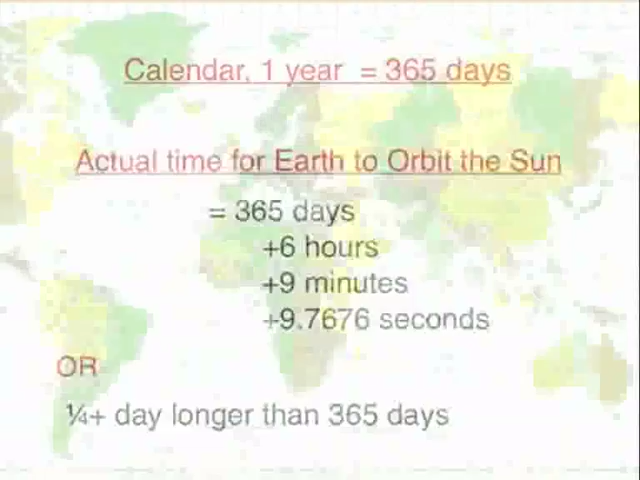 Calendar, 1 year = 365 days
Actual time for Earth to Orbit the Sun
= 365 days
+6 hours
+9 minutes
+9.7676 seconds
OR
¼+ day longer than 365 days